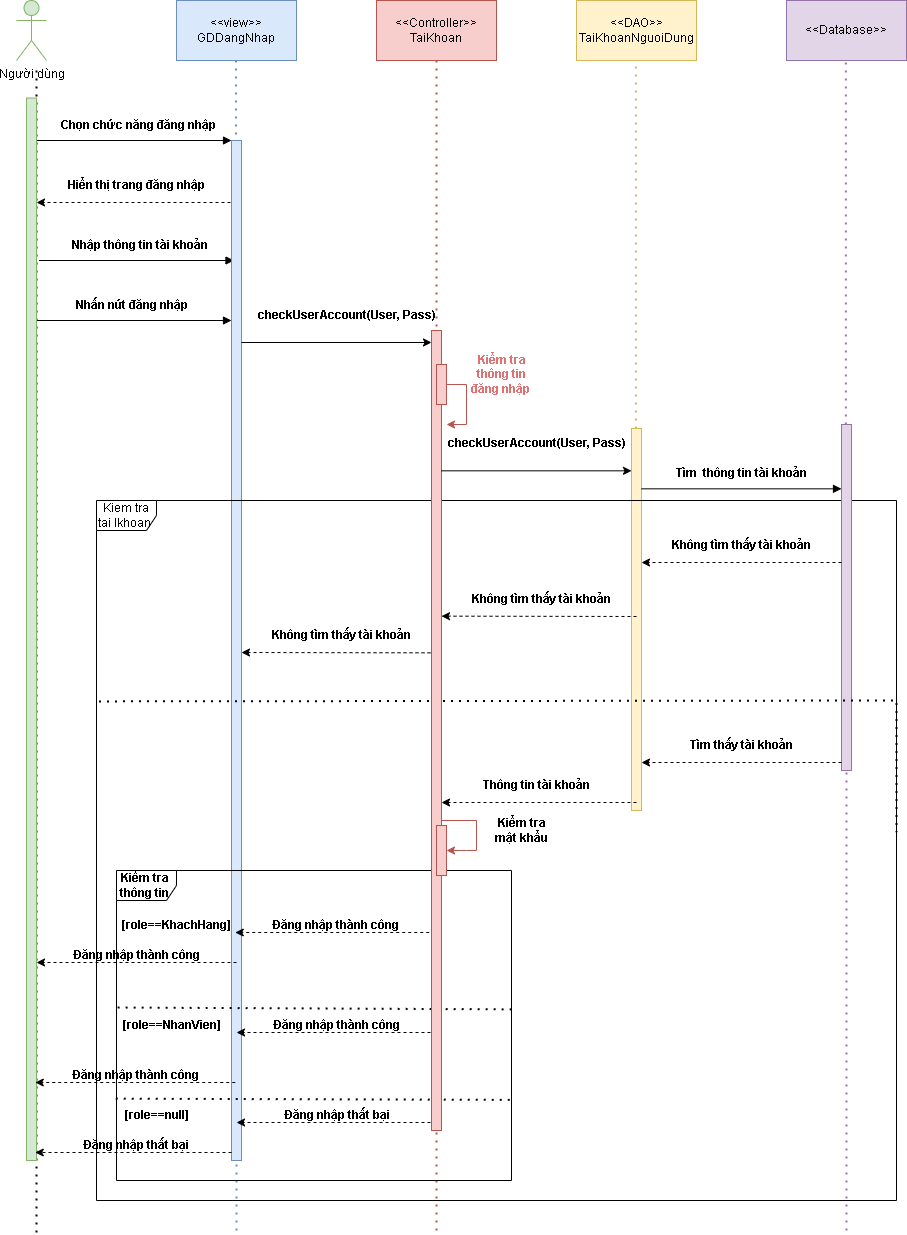 <<view>>
GDDangNhap
<<Controller>>
TaiKhoan
<<DAO>>
TaiKhoanNguoiDung
<<Database>>
Người dùng
Chọn chức năng đăng nhập
Hiển thị trang đăng nhập
Nhập thông tin tài khoản
Nhấn nút đăng nhập
checkUserAccount(User, Pass)
Kiểm tra
thông tin
đăng nhập
checkUserAccount(User, Pass)
Tìm thông tin tài khoản
Kiem tra
tai lkhoan
Không tìm thấy tài khoản
Không tìm thấy tài khoản
Không tìm thấy tài khoản
Tìm thấy tài khoản
Thông tin tài khoản
Kiểm tra
mật khẩu
Kiểm tra
thông tin
[role==KhachHang]
Đăng nhập thành công
Đăng nhập thành công
[role==NhanVien]
Đăng nhập thành công
Đăng nhập thành công
[role==null]
Đăng nhập thất bại
Đăng nhập thất bại